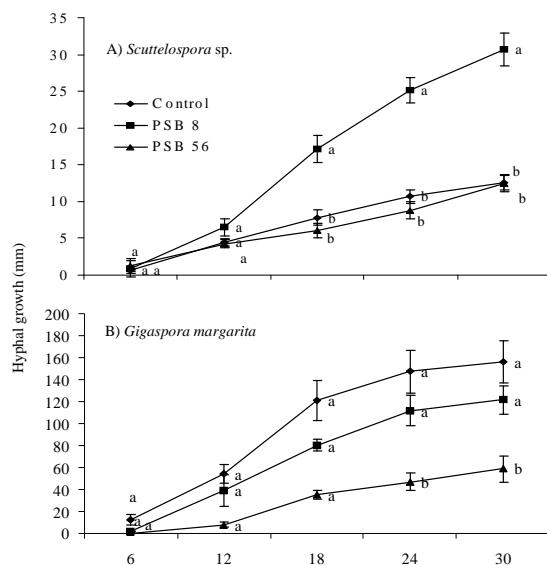 A) Scuttelospora sp.
Control
PSB 8
PSB 56
35
30
25
20
15
10
5
0
a
a
a
b
b
a
a
b
b
a
a
b
b
a
a a
a
Hyphal growth (mm)
B) Gigaspora margarita
200
180
160
140
120
100
80
60
40
20
0
a
a
a
a
a
a
a
a
a
a
a
b
b
a
a
6
12
18
24
30